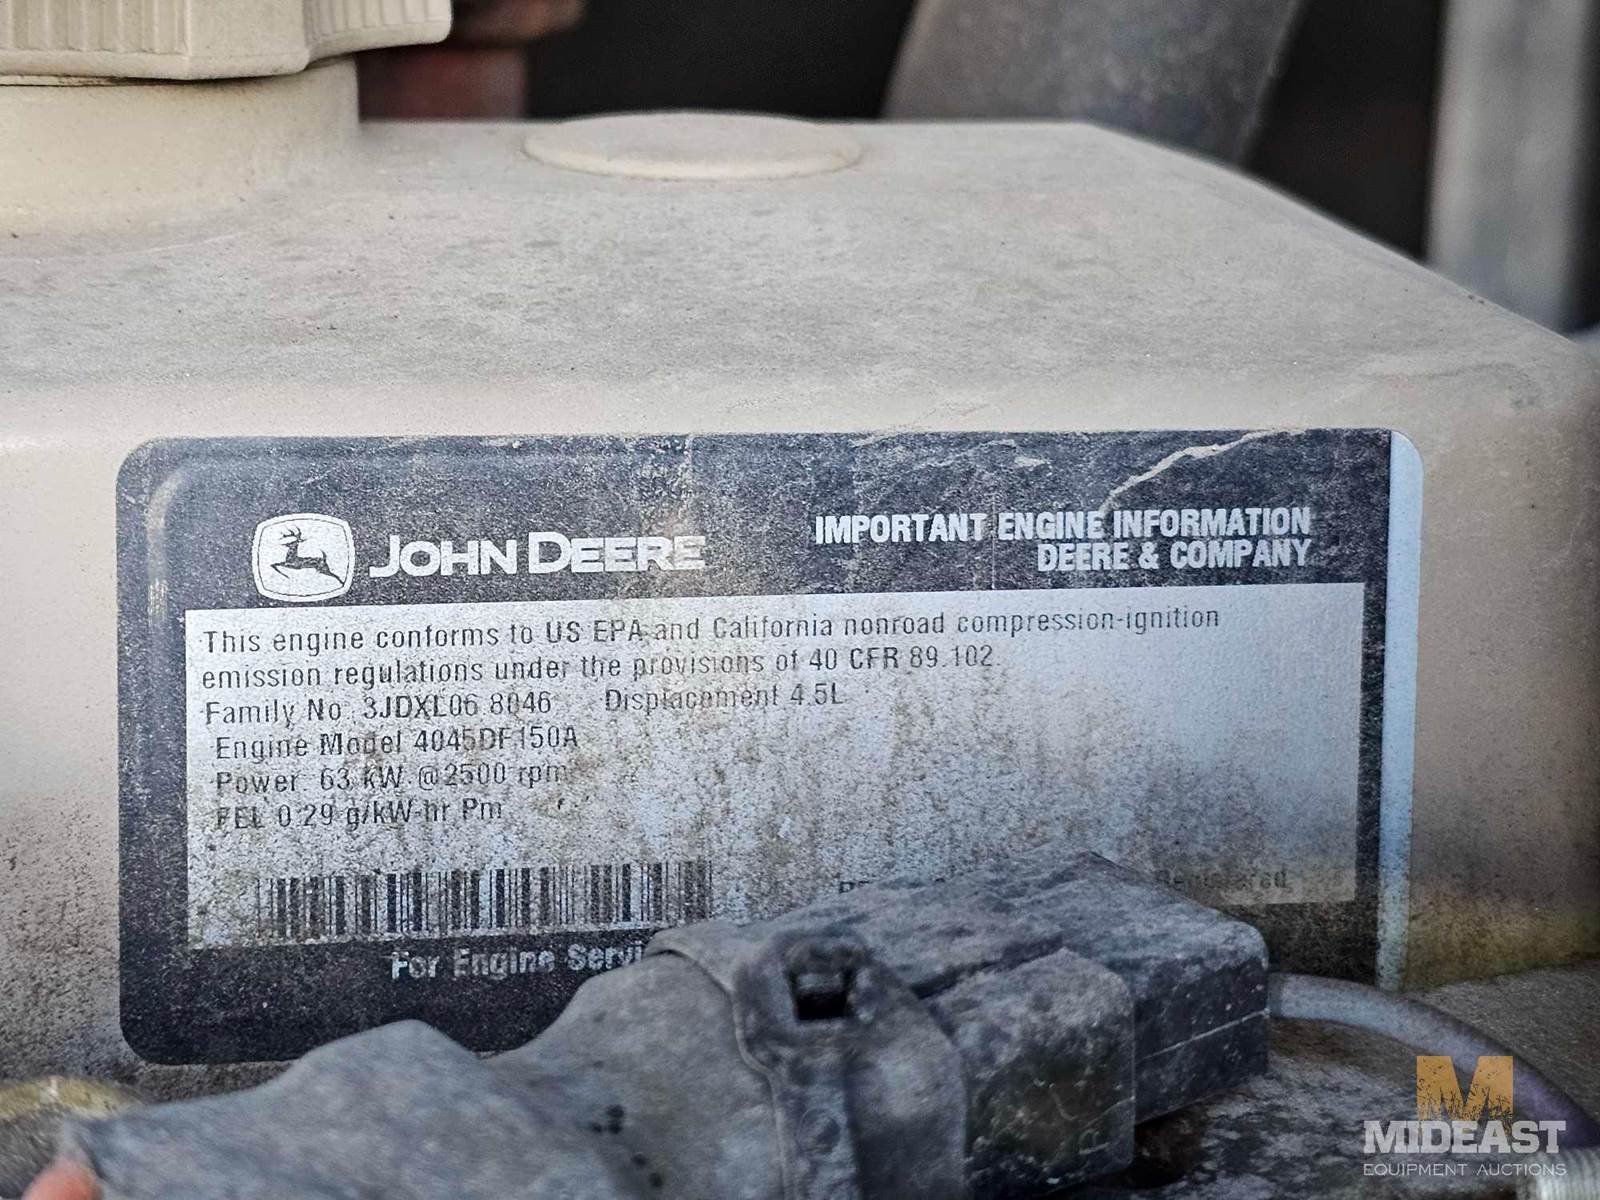 JOHN DEERE
IMPORTANT ENGINE INFORMATION
DEERE & COMPANY
This engine conforms to US EPA and California nonroad compression-ignition
emission regulations under the provisions of 40 CFR 89.102.
Family No. 3JDXL06.8046 Displacement 4.5L
Engine Model 4045DF150A
Power: 63 kW @2500 rpm
FEL 0.29 g/kW-hr Pm
Registered
For Engine Servi
M
MIDEAST
EQUIPMENT AUCTIONS